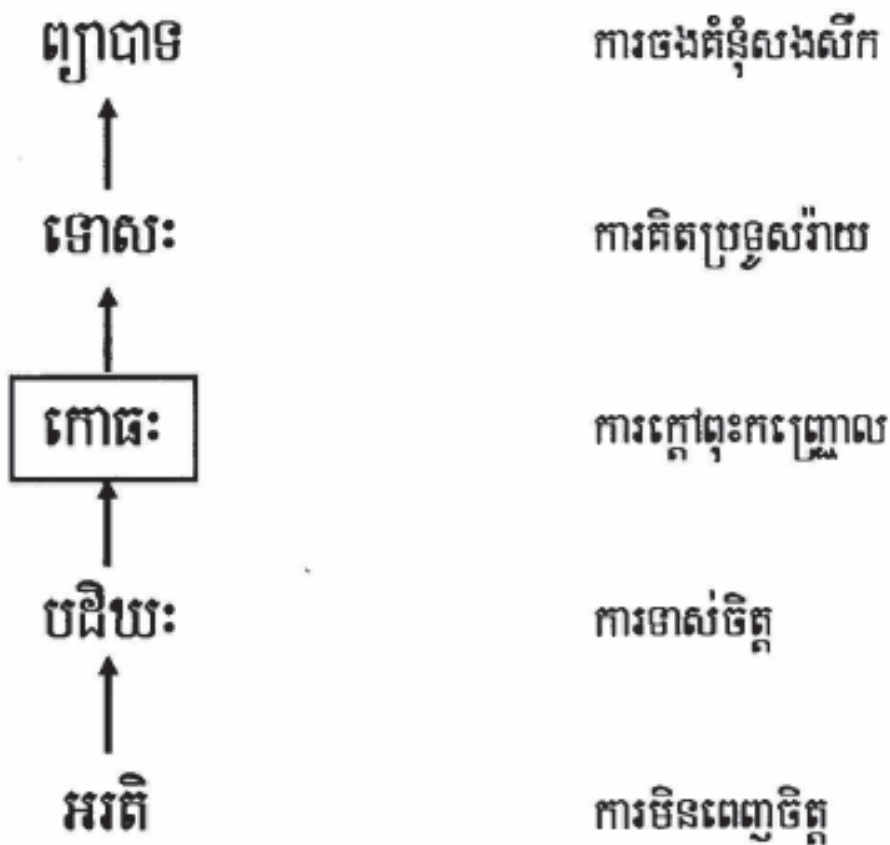 ព្យាបាទ ការចងគំនុំសងសឹក
ទោសៈ ការគិតប្រទូសរ៉ាយ
កោធៈ ការក្ដៅពុះកញ្ជ្រោល
បដិឃៈ ការទាស់ចិត្ត
អរតិ ការមិនពេញចិត្ត